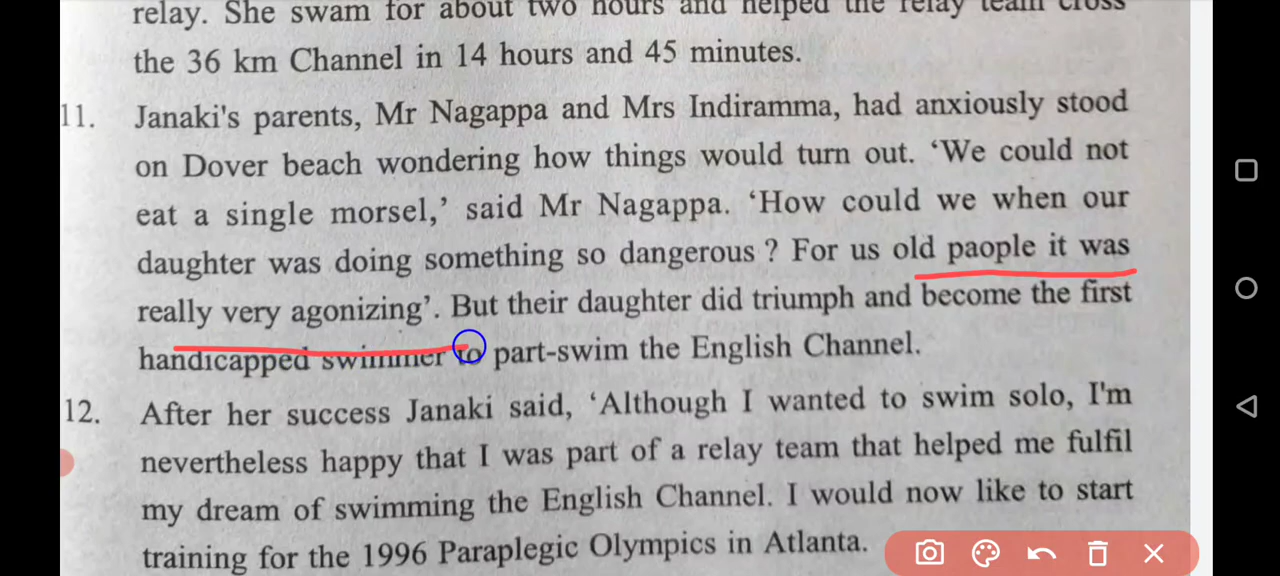 relay. She swam for about two hours and helped the relay team cross
the 36 km Channel in 14 hours and 45 minutes.
11. Janaki's parents, Mr Nagappa and Mrs Indiramma, had anxiously stood
on Dover beach wondering how things would turn out. ‘We could not
eat a single morsel,’ said Mr Nagappa. ‘How could we when our
daughter was doing something so dangerous ? For us old paople it was
really very agonizing’. But their daughter did triumph and become the first
handicapped swimmer to part-swim the English Channel.
12. After her success Janaki said, ‘Although I wanted to swim solo, I'm
nevertheless happy that I was part of a relay team that helped me fulfil
my dream of swimming the English Channel. I would now like to start
training for the 1996 Paraplegic Olympics in Atlanta.